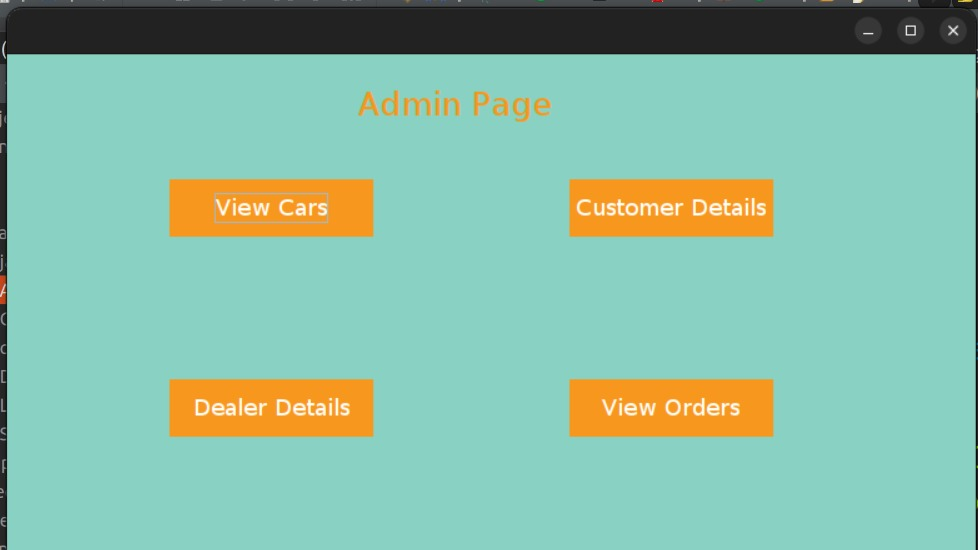 Admin Page
View Cars
Customer Details
Dealer Details
View Orders